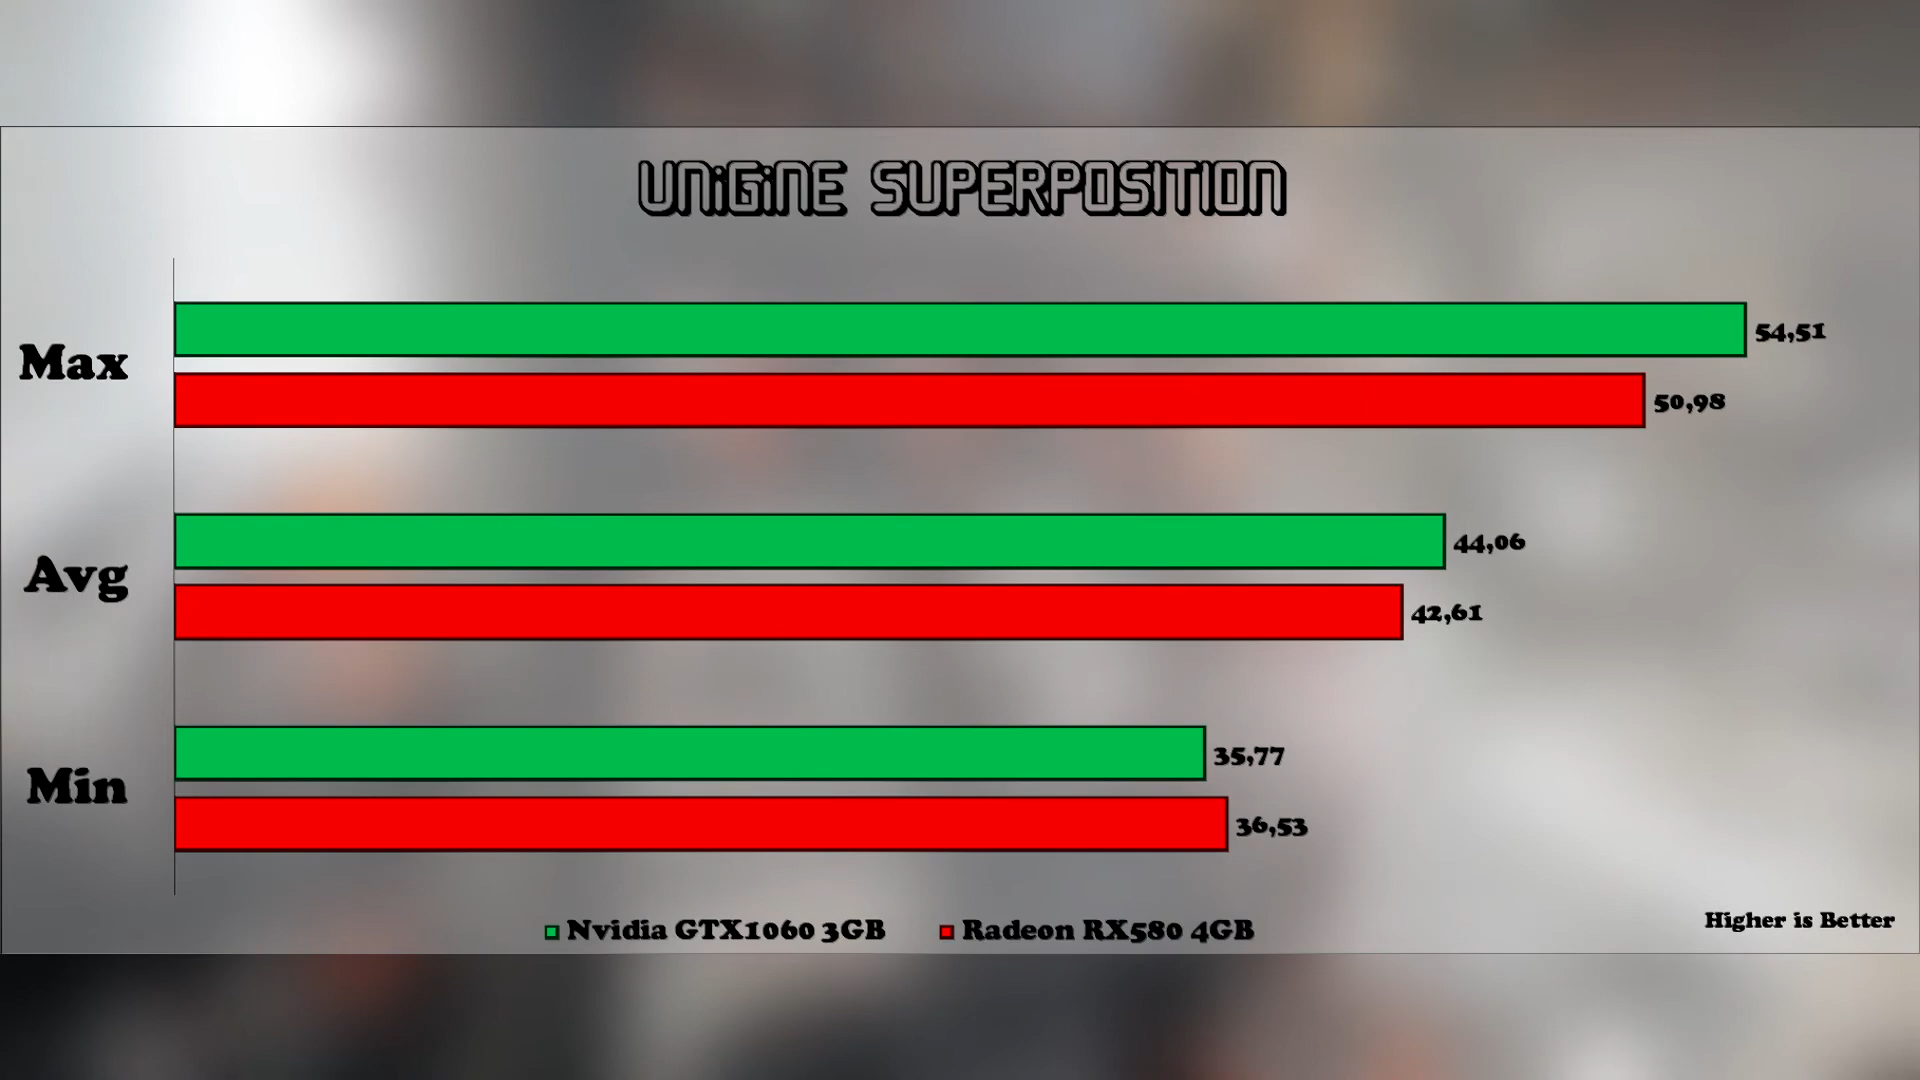 UNiGiNE SUPERPOSITION
Max
54,51
50,98
Avg
44,06
42,61
Min
35,77
36,53
Nvidia GTX1060 3GB
Radeon RX580 4GB
Higher is Better